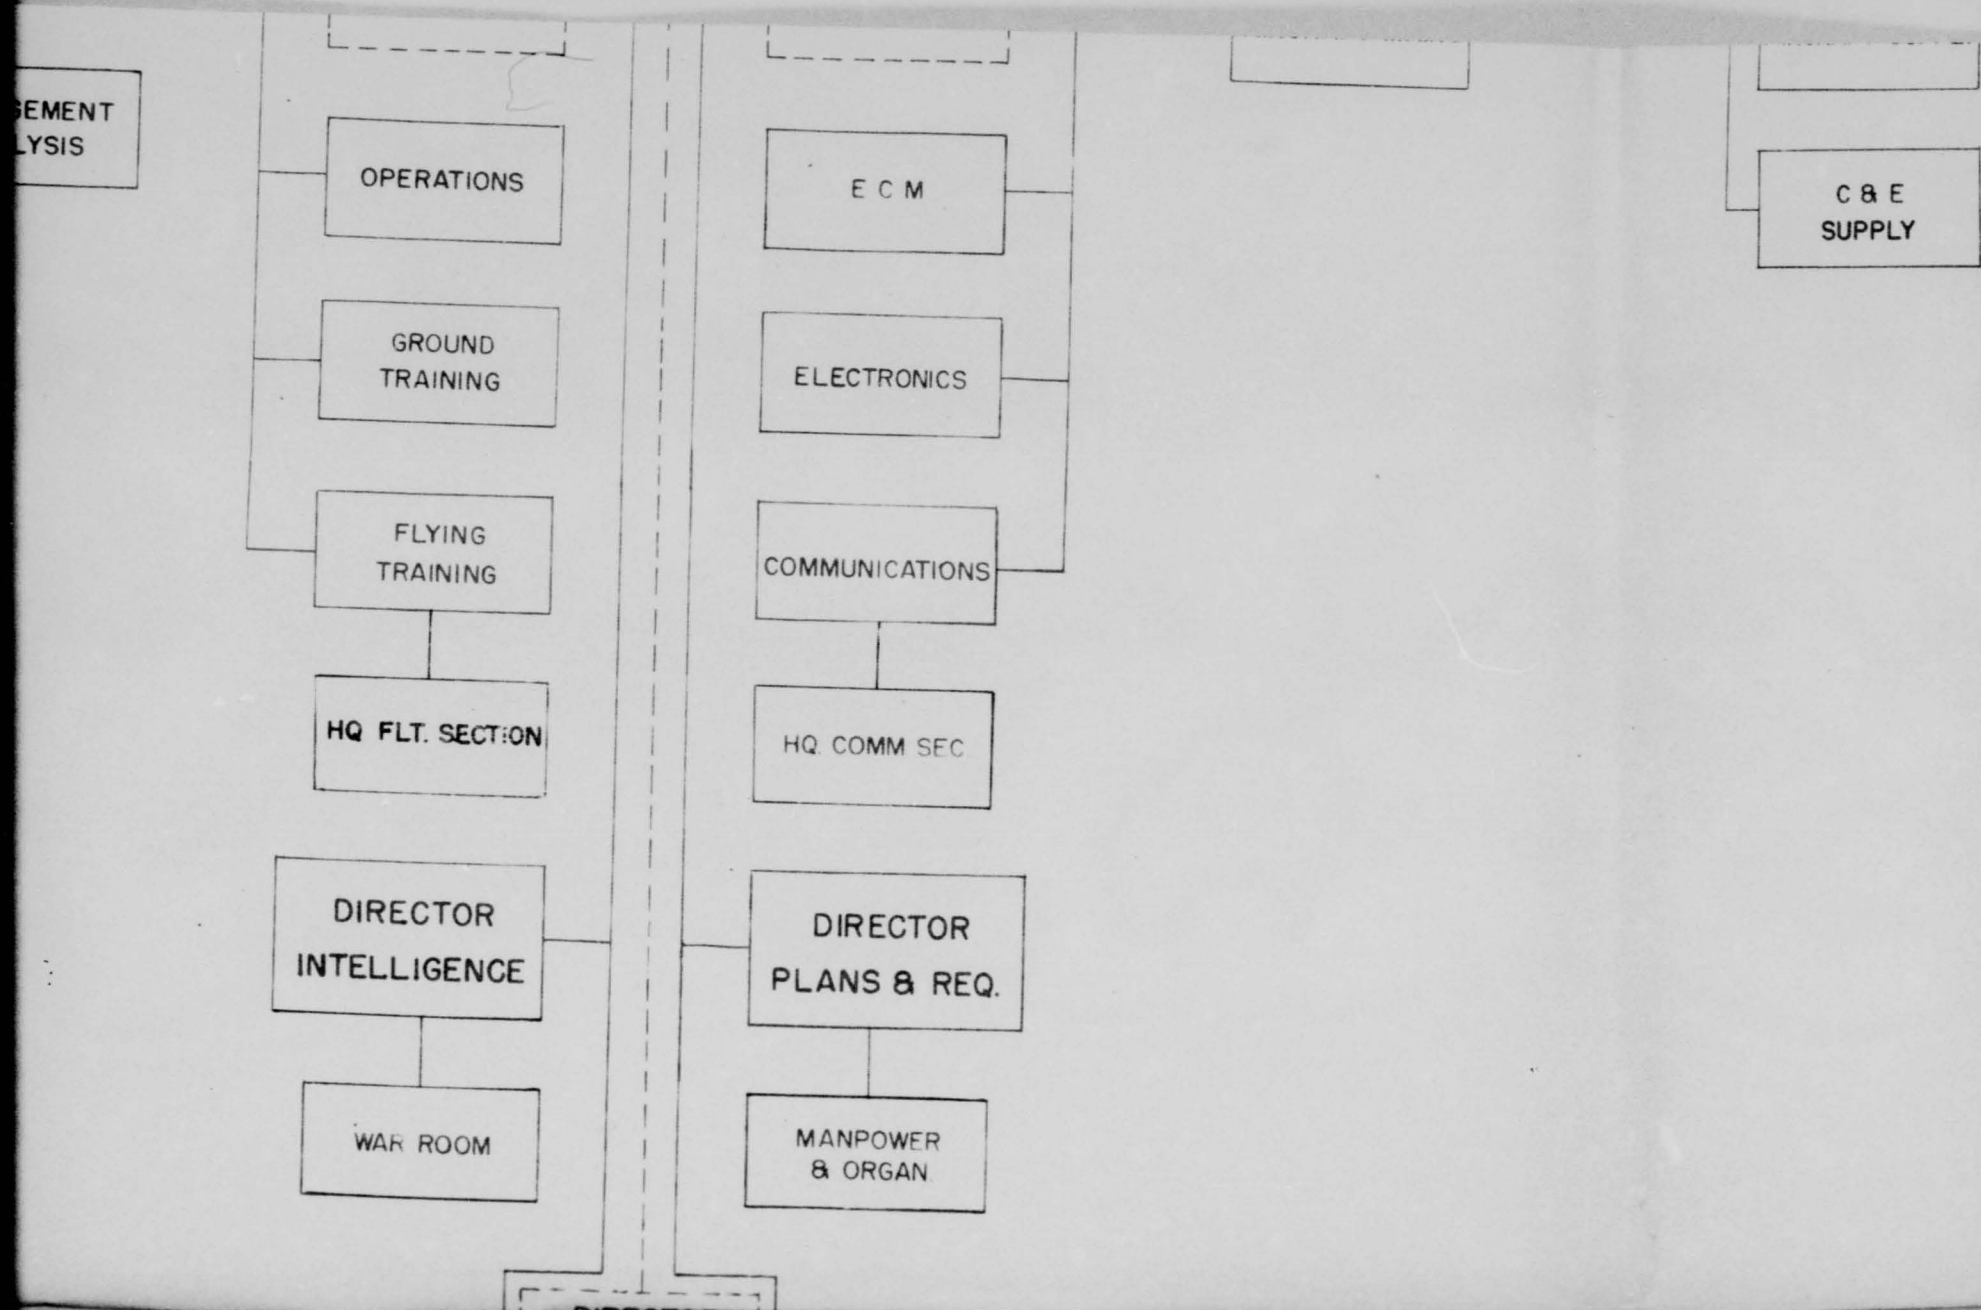 GEMENT
LYSIS
OPERATIONS
GROUND
TRAINING
FLYING
TRAINING
HQ FLT. SECTION
DIRECTOR
INTELLIGENCE
WAR ROOM
E C M
ELECTRONICS
COMMUNICATIONS
HQ. COMM SEC
DIRECTOR
PLANS & REQ.
MANPOWER
& ORGAN.
C & E
SUPPLY